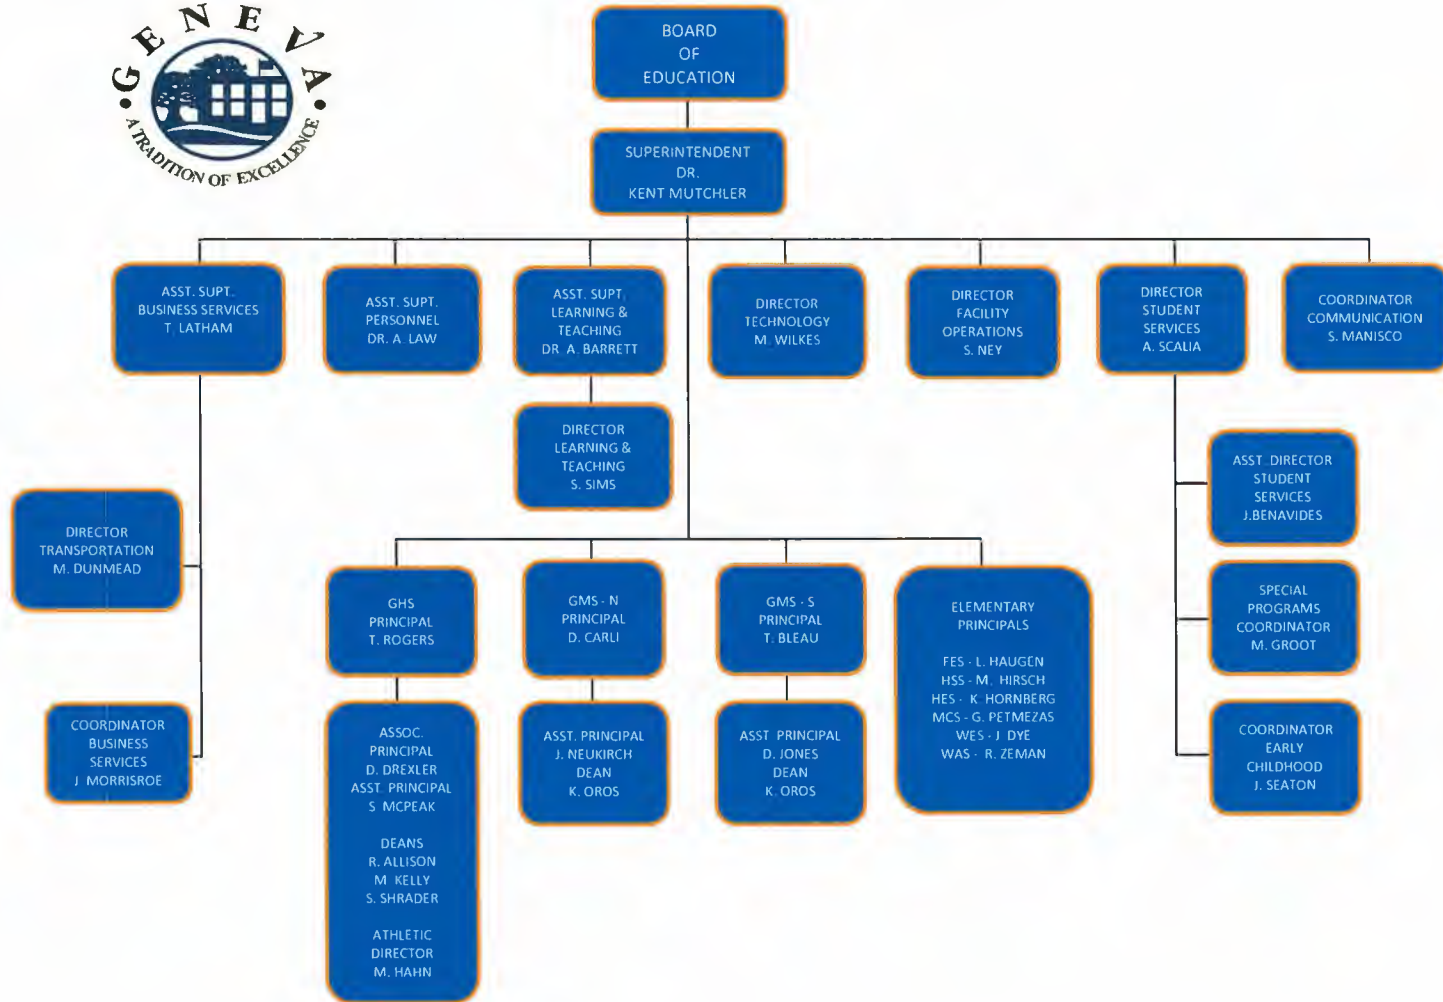 GENEVA
A TRADITION OF EXCELLENCE
BOARD
OF
EDUCATION
SUPERINTENDENT
DR.
KENT MUTCHLER
ASST. SUPT.
BUSINESS SERVICES
T. LATHAM
ASST. SUPT.
PERSONNEL
DR. A. LAW
ASST. SUPT.
LEARNING &
TEACHING
DR. A. BARRETT
DIRECTOR
TECHNOLOGY
M. WILKES
DIRECTOR
FACILITY
OPERATIONS
S. NEY
DIRECTOR
STUDENT
SERVICES
A. SCALIA
COORDINATOR
COMMUNICATION
S. MANISCO
DIRECTOR
LEARNING &
TEACHING
S. SIMS
ASST. DIRECTOR
STUDENT
SERVICES
J.BENAVIDES
DIRECTOR
TRANSPORTATION
M. DUNMEAD
GHS
PRINCIPAL
T. ROGERS
GMS - N
PRINCIPAL
D. CARLI
GMS - S
PRINCIPAL
T. BLEAU
ELEMENTARY
PRINCIPALS
FES - L. HAUGEN
HSS - M. HIRSCH
HES - K. HORNBERG
MCS - G. PETMEZAS
WES - J DYE
WAS - R. ZEMAN
SPECIAL
PROGRAMS
COORDINATOR
M. GROOT
COORDINATOR
BUSINESS
SERVICES
J MORRISROE
ASSOC.
PRINCIPAL
D. DREXLER
ASST. PRINCIPAL
S MCPEAK
DEANS
R. ALLISON
M KELLY
S. SHRADER
ATHLETIC
DIRECTOR
M. HAHN
ASST. PRINCIPAL
J. NEUKIRCH
DEAN
K. OROS
ASST PRINCIPAL
D. JONES
DEAN
K. OROS
COORDINATOR
EARLY
CHILDHOOD
J. SEATON